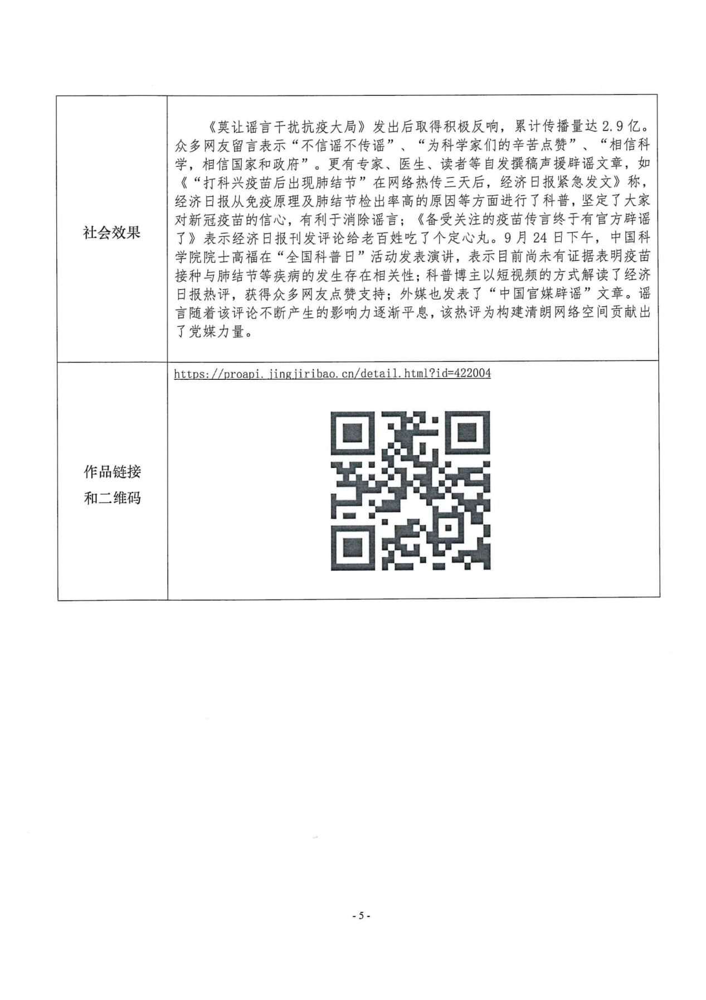 社会效果
《莫让谣言干扰抗疫大局》发出后取得积极反响，累计传播量达 2.9 亿。
众多网友留言表示“不信谣不传谣”、“为科学家们的辛苦点赞”、“相信科
学，相信国家和政府”。更有专家、医生、读者等自发撰稿声援辟谣文章，如
《“打科兴疫苗后出现肺结节”在网络热传三天后，经济日报紧急发文》称，
经济日报从免疫原理及肺结节检出率高的原因等方面进行了科普，坚定了大家
对新冠疫苗的信心，有利于消除谣言；《备受关注的疫苗传言终于有官方辟谣
了》表示经济日报刊发评论给老百姓吃了个定心丸。9 月 24 日下午，中国科
学院院士高福在“全国科普日”活动发表演讲，表示目前尚未有证据表明疫苗
接种与肺结节等疾病的发生存在相关性；科普博主以短视频的方式解读了经济
日报热评，获得众多网友点赞支持；外媒也发表了“中国官媒辟谣”文章。谣
言随着该评论不断产生的影响力逐渐平息，该热评为构建清朗网络空间贡献出
了党媒力量。
作品链接
和二维码
https://proapi.jingjiribao.cn/detail.html?id=422004
- 5 -